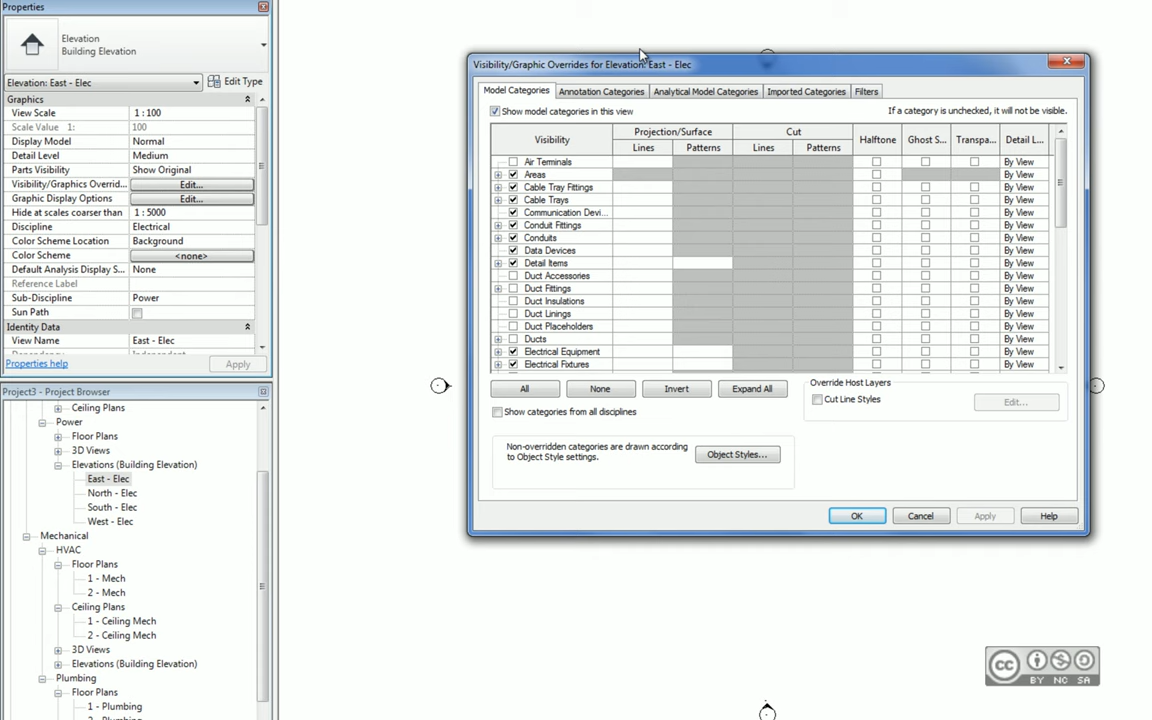 Properties
Elevation
Building Elevation
Elevation: East - Elec
Edit Type
Graphics
View Scale 1 : 100
Scale Value 1: 100
Display Model Normal
Detail Level Medium
Parts Visibility Show Original
Visibility/Graphics Overrid... Edit...
Graphic Display Options Edit...
Hide at scales coarser than 1 : 5000
Discipline Electrical
Color Scheme Location Background
Color Scheme <none>
Default Analysis Display S... None
Reference Label
Sub-Discipline Power
Sun Path
Identity Data
View Name East - Elec
Dependency Independent
Properties help
Apply
Project3 - Project Browser
Ceiling Plans
Power
Floor Plans
3D Views
Elevations (Building Elevation)
East - Elec
North - Elec
South - Elec
West - Elec
Mechanical
HVAC
Floor Plans
1 - Mech
2 - Mech
Ceiling Plans
1 - Ceiling Mech
2 - Ceiling Mech
3D Views
Elevations (Building Elevation)
Plumbing
Floor Plans
1 - Plumbing
Visibility/Graphic Overrides for Elevation: East - Elec
Model Categories Annotation Categories Analytical Model Categories Imported Categories Filters
Show model categories in this view
If a category is unchecked, it will not be visible.
Visibility Projection/Surface Cut Halftone Ghost S... Transpa... Detail L...
Lines Patterns Lines Patterns
Air Terminals By View
Areas By View
Cable Tray Fittings By View
Cable Trays By View
Communication Devi... By View
Conduit Fittings By View
Conduits By View
Data Devices By View
Detail Items By View
Duct Accessories By View
Duct Fittings By View
Duct Insulations By View
Duct Linings By View
Duct Placeholders By View
Ducts By View
Electrical Equipment By View
Electrical Fixtures By View
All None Invert Expand All
Show categories from all disciplines
Override Host Layers
Cut Line Styles Edit...
Non-overridden categories are drawn according
to Object Style settings.
Object Styles...
OK Cancel Apply Help
cc
BY NC SA